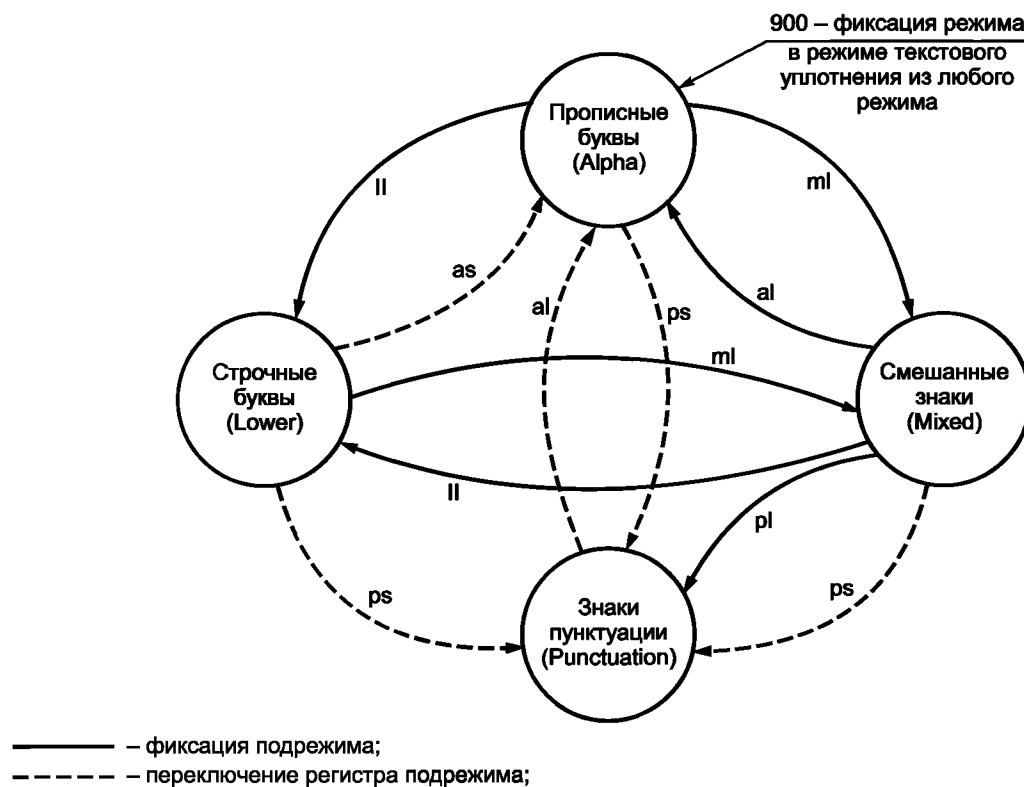 900 – фиксация режима
в режиме текстового
уплотнения из любого
режима
Прописные
буквы
(Alpha)
ll
ml
as
al
ps
al
Строчные
буквы
(Lower)
ml
Смешанные
знаки
(Mixed)
ll
pl
ps
ps
Знаки
пунктуации
(Punctuation)
– фиксация подрежима;
– переключение регистра подрежима;